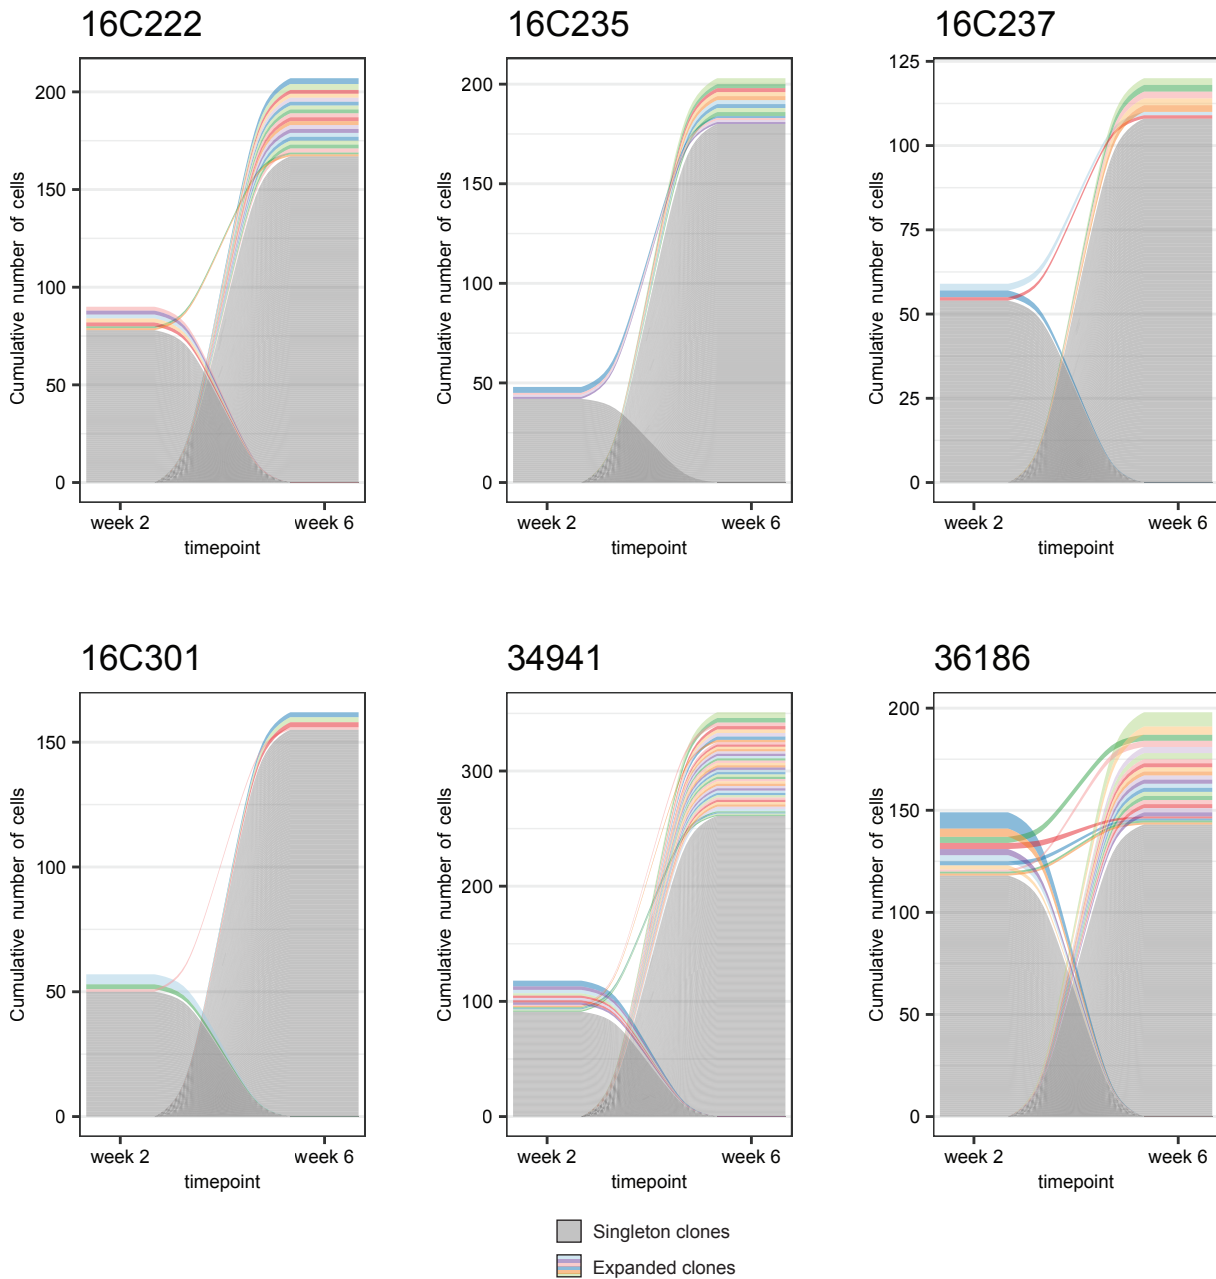 16C222
16C235
16C237
Cumulative number of cells
200
150
100
50
0
week 2
week 6
timepoint
Cumulative number of cells
200
150
100
50
0
week 2
week 6
timepoint
Cumulative number of cells
125
100
75
50
25
0
week 2
week 6
timepoint
16C301
34941
36186
Cumulative number of cells
150
100
50
0
week 2
week 6
timepoint
Cumulative number of cells
300
200
100
0
week 2
week 6
timepoint
Cumulative number of cells
200
150
100
50
0
week 2
week 6
timepoint
Singleton clones
Expanded clones